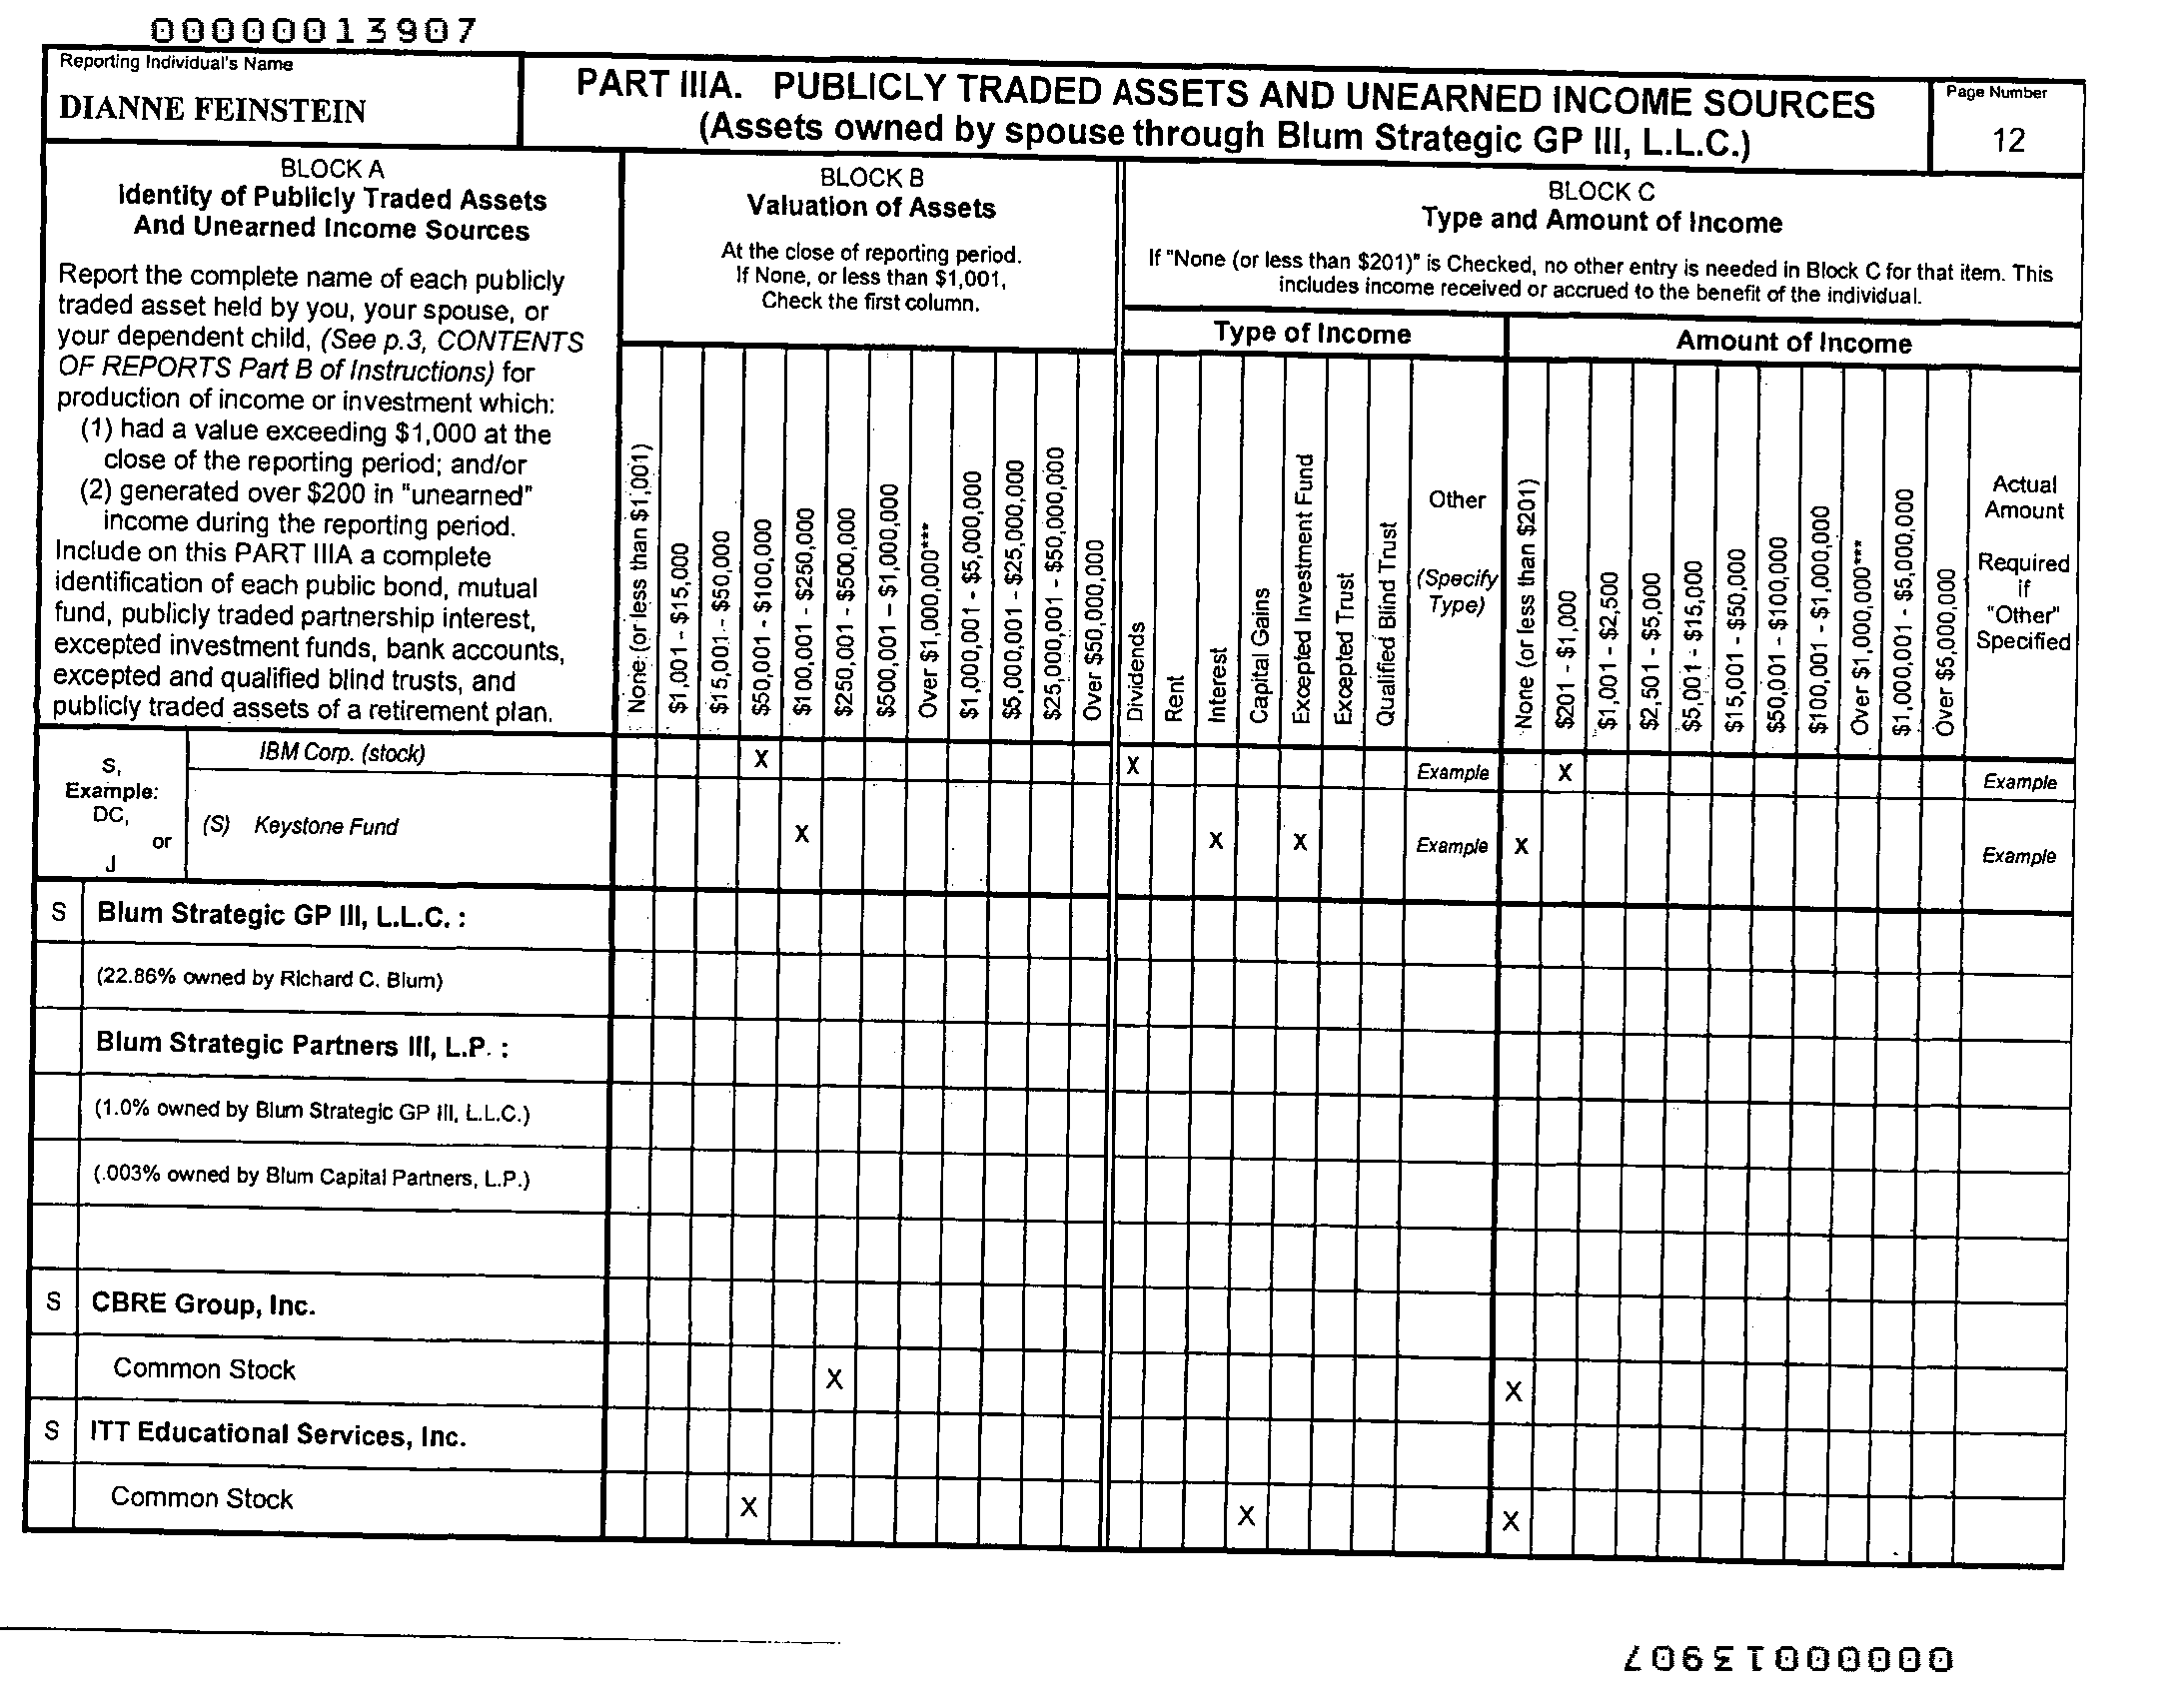 00000013907
Reporting Individual's Name
DIANNE FEINSTEIN
PART IIIA. PUBLICLY TRADED ASSETS AND UNEARNED INCOME SOURCES
(Assets owned by spouse through Blum Strategic GP III, L.L.C.)
Page Number
12
BLOCK A
Identity of Publicly Traded Assets
And Unearned Income Sources
Report the complete name of each publicly
traded asset held by you, your spouse, or
your dependent child, (See p.3, CONTENTS
OF REPORTS Part B of Instructions) for
production of income or investment which:
(1) had a value exceeding $1,000 at the
close of the reporting period; and/or
(2) generated over $200 in "unearned"
income during the reporting period.
Include on this PART IIIA a complete
identification of each public bond, mutual
fund, publicly traded partnership interest,
excepted investment funds, bank accounts,
excepted and qualified blind trusts, and
publicly traded assets of a retirement plan.
BLOCK B
Valuation of Assets
At the close of reporting period.
If None, or less than $1,001,
Check the first column.
None (or less than $1,001)
$1,001 - $15,000
$15,001 - $50,000
$50,001 - $100,000
$100,001 - $250,000
$250,001 - $500,000
$500,001 - $1,000,000
Over $1,000,000***
$1,000,001 - $5,000,000
$5,000,001 - $25,000,000
$25,000,001 - $50,000,000
Over $50,000,000
BLOCK C
Type and Amount of Income
If "None (or less than $201)" is Checked, no other entry is needed in Block C for that item. This
includes income received or accrued to the benefit of the individual.
Type of Income
Amount of Income
Dividends
Rent
Interest
Capital Gains
Excepted Investment Fund
Excepted Trust
Qualified Blind Trust
Other
(Specify
Type)
None (or less than $201)
$201 - $1,000
$1,001 - $2,500
$2,501 - $5,000
$5,001 - $15,000
$15,001 - $50,000
$50,001 - $100,000
$100,001 - $1,000,000
Over $1,000,000***
$1,000,001 - $5,000,000
Over $5,000,000
Actual
Amount
Required
if
"Other"
Specified
S,
Example:
DC,
or
J
IBM Corp. (stock) X X Example X Example
(S) Keystone Fund X X X Example X Example
S Blum Strategic GP III, L.L.C. :
(22.86% owned by Richard C. Blum)
Blum Strategic Partners III, L.P. :
(1.0% owned by Blum Strategic GP III, L.L.C.)
(.003% owned by Blum Capital Partners, L.P.)
S CBRE Group, Inc.
Common Stock X X
S ITT Educational Services, Inc.
Common Stock X X X
00000013907